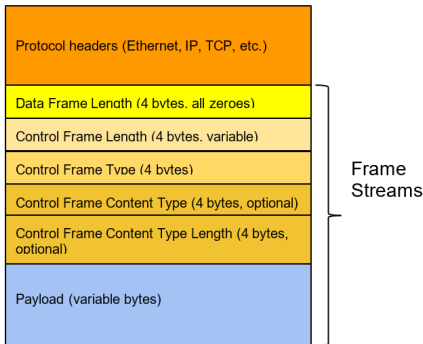 Protocol headers (Ethernet, IP, TCP, etc.)
Data Frame Length (4 bytes, all zeroes)
Control Frame Length (4 bytes, variable)
Control Frame Type (4 bytes)
Control Frame Content Type (4 bytes, optional)
Control Frame Content Type Length (4 bytes,
optional)
Payload (variable bytes)
Frame
Streams